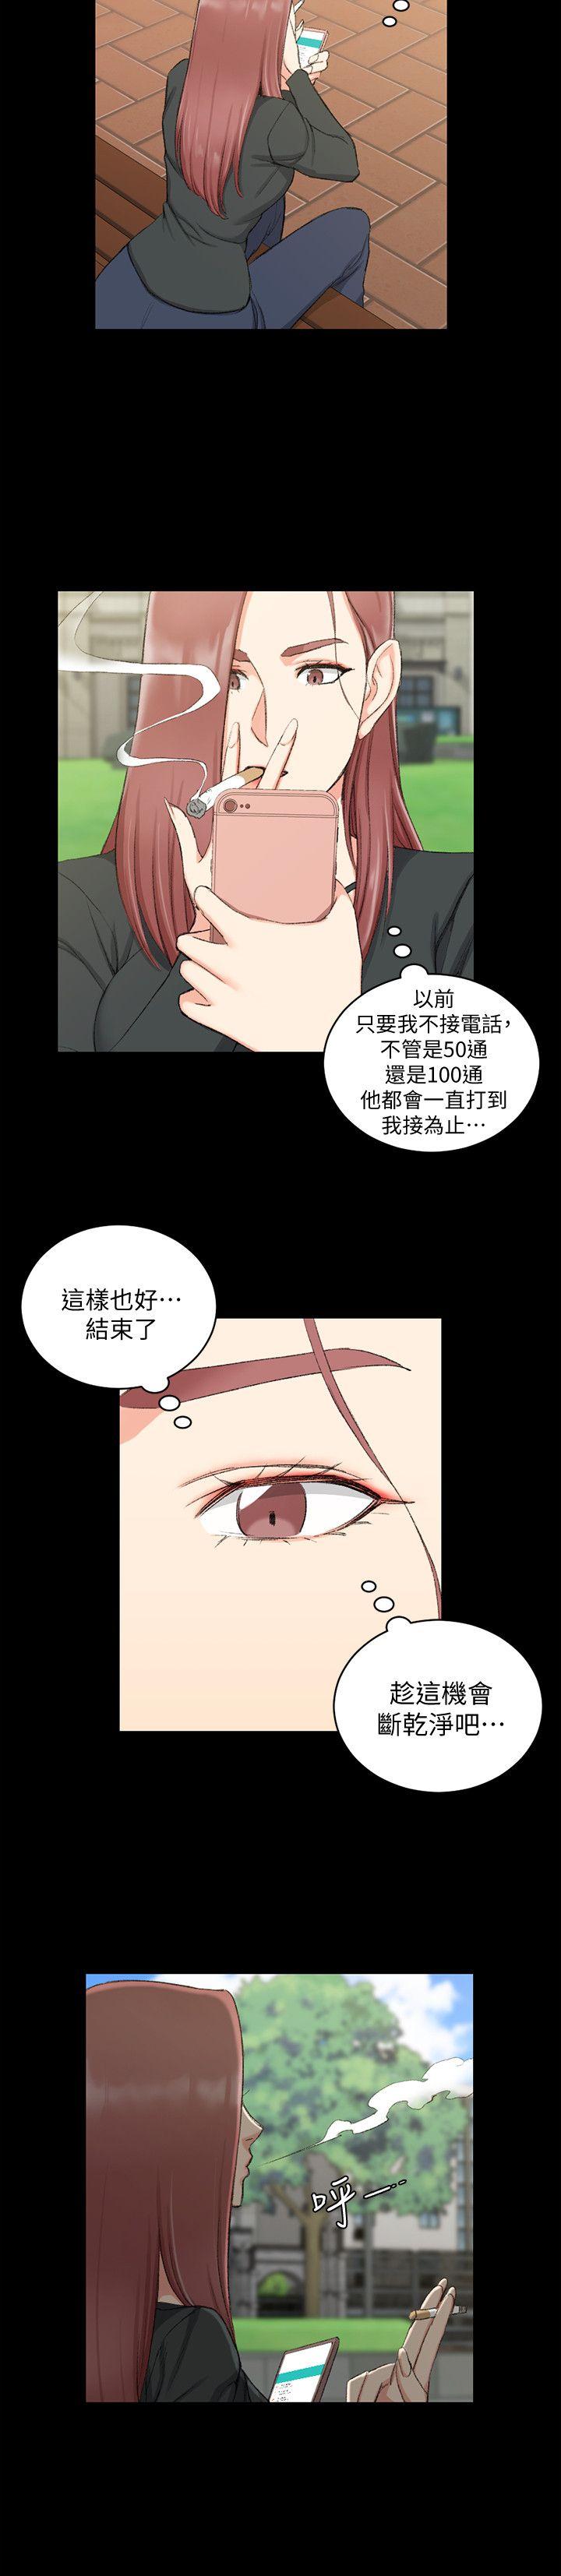 以前
只要我不接電話，
不管是50通
還是100通
他都會一直打到
我接為止⋯
這樣也好⋯
結束了
趁這機會
斷乾淨吧⋯
呼一⋯